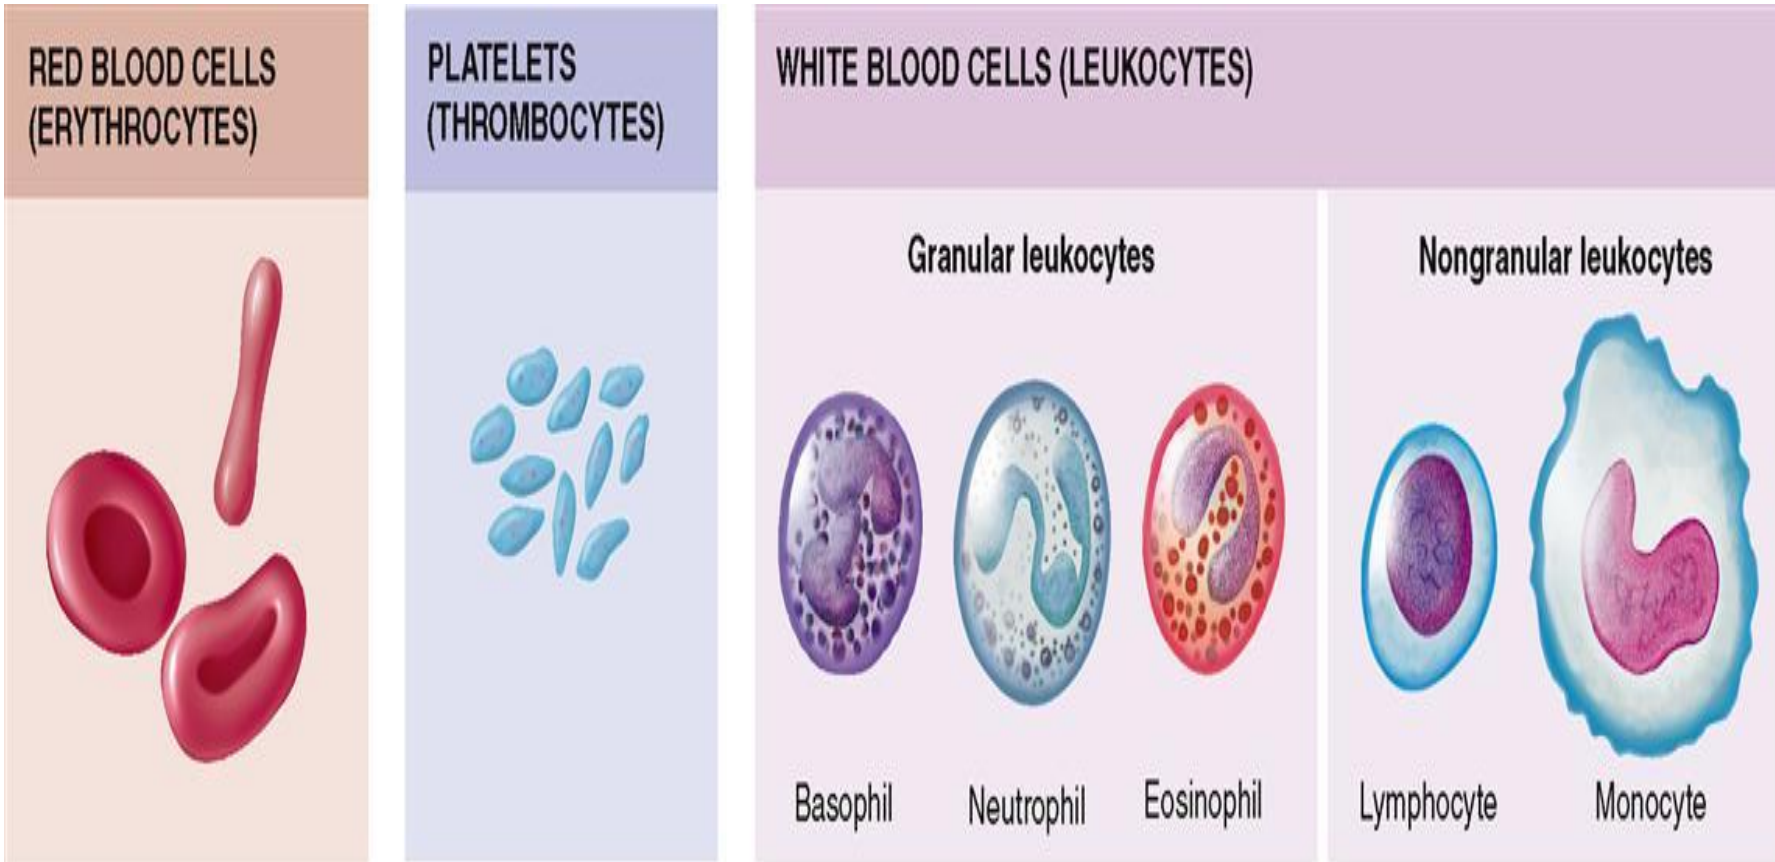 RED BLOOD CELLS
(ERYTHROCYTES)
PLATELETS
(THROMBOCYTES)
WHITE BLOOD CELLS (LEUKOCYTES)
Granular leukocytes
Nongranular leukocytes
Basophil
Neutrophil
Eosinophil
Lymphocyte
Monocyte